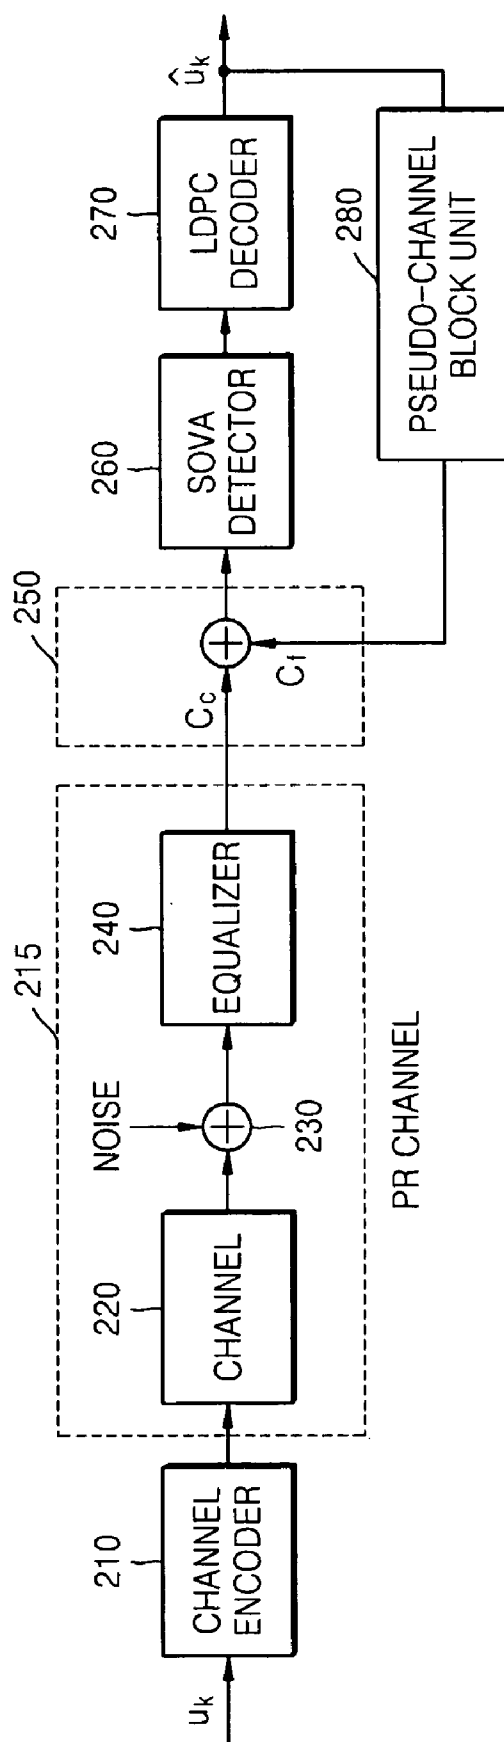 u_k
210
CHANNEL
ENCODER
215
220
CHANNEL
NOISE
230
240
EQUALIZER
PR CHANNEL
250
C_c
C_f
260
SOVA
DETECTOR
270
LDPC
DECODER
û_k
280
PSEUDO-CHANNEL
BLOCK UNIT